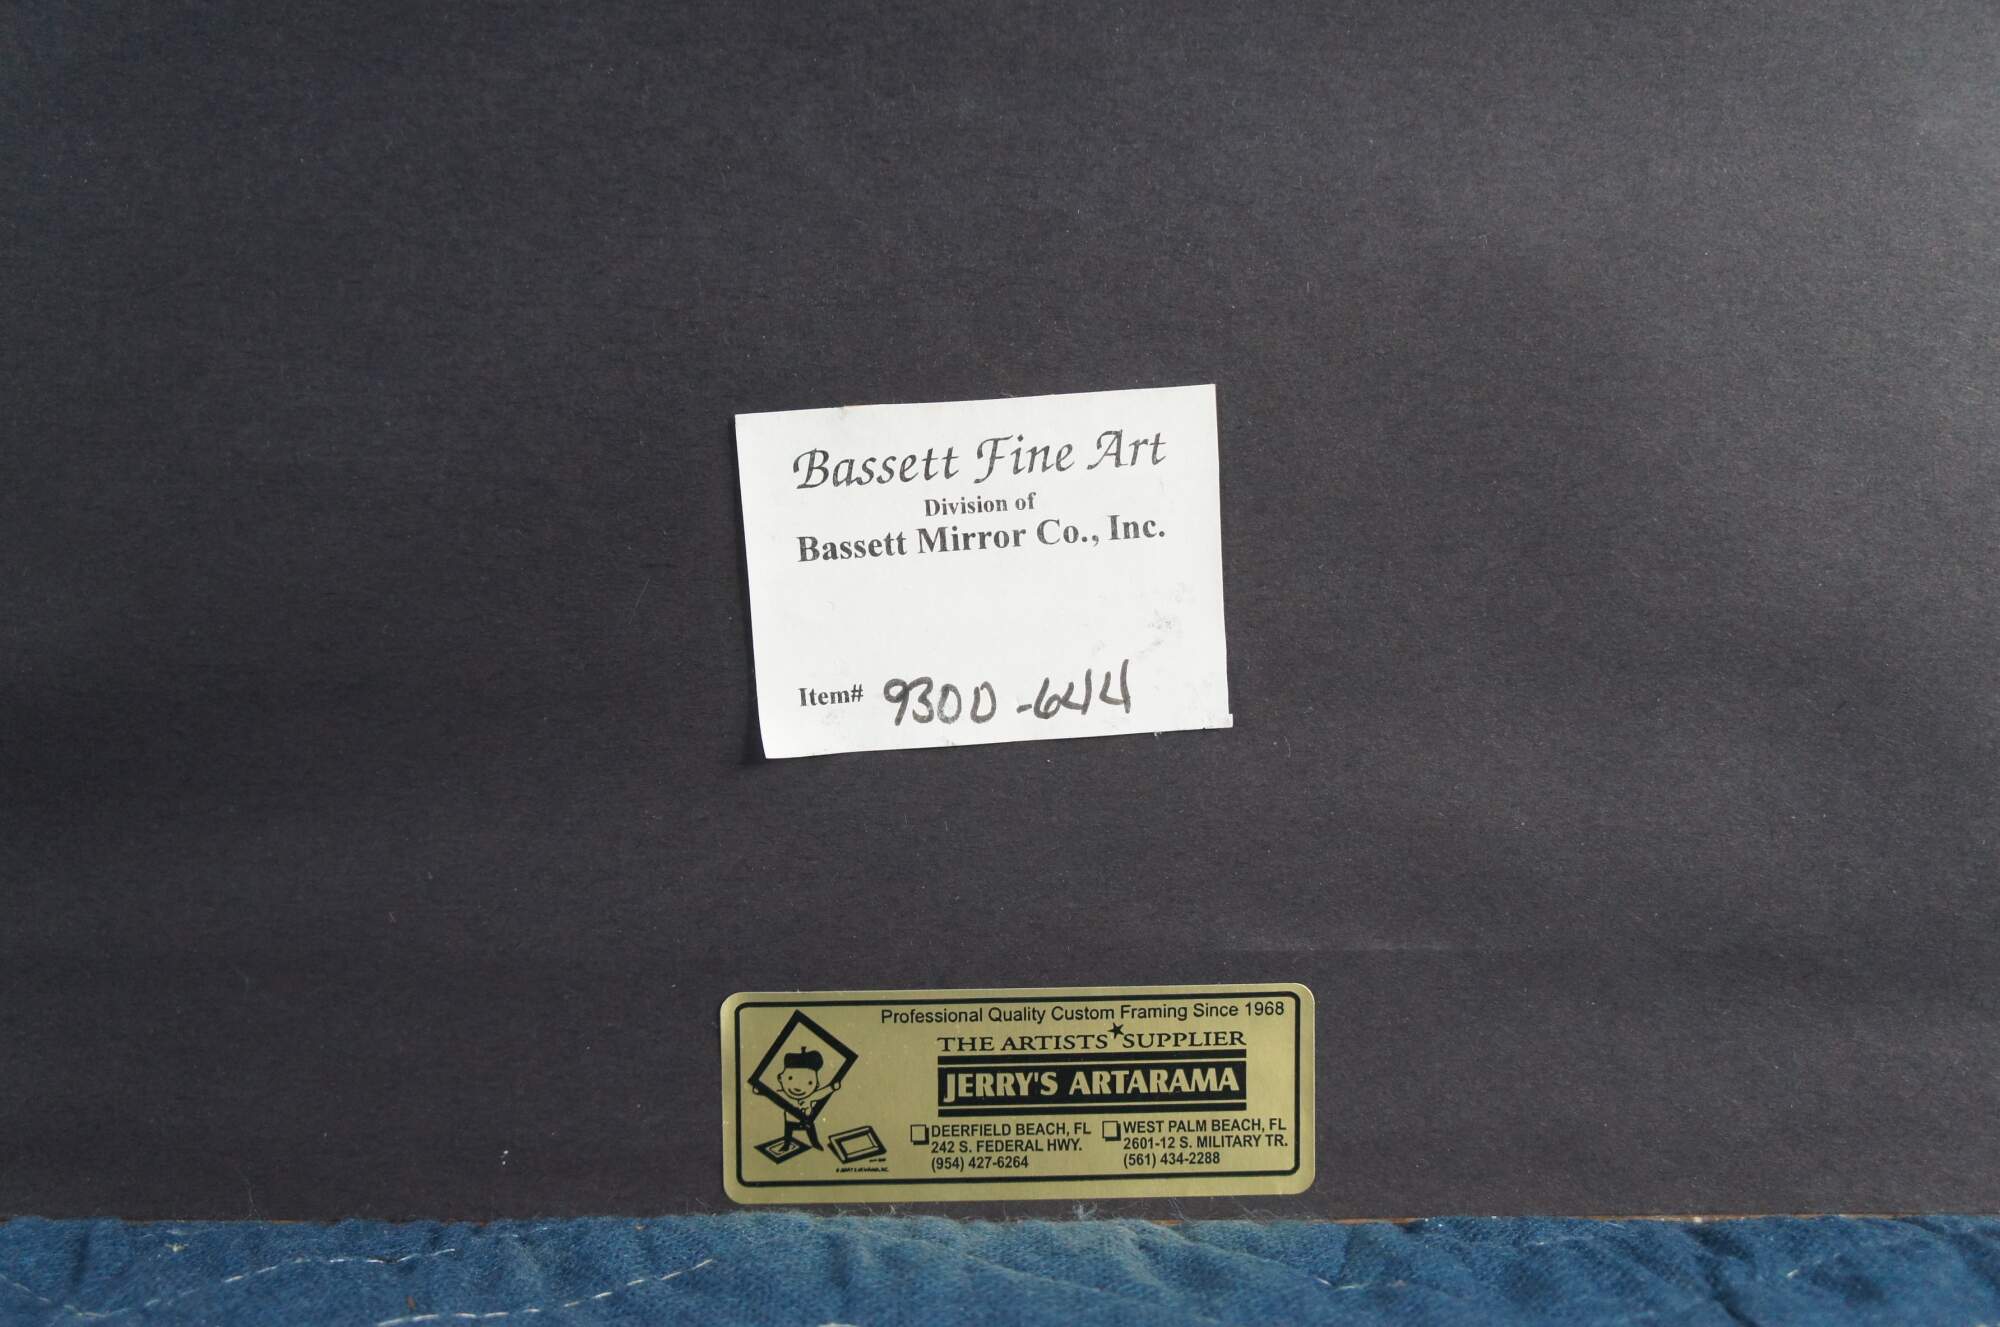 Bassett Fine Art
Division of
Bassett Mirror Co., Inc.
Item# 9300-644
Professional Quality Custom Framing Since 1968
THE ARTISTS★SUPPLIER
JERRY'S ARTARAMA
DEERFIELD BEACH, FL
242 S. FEDERAL HWY.
(954) 427-6264
WEST PALM BEACH, FL
2601-12 S. MILITARY TR.
(561) 434-2288